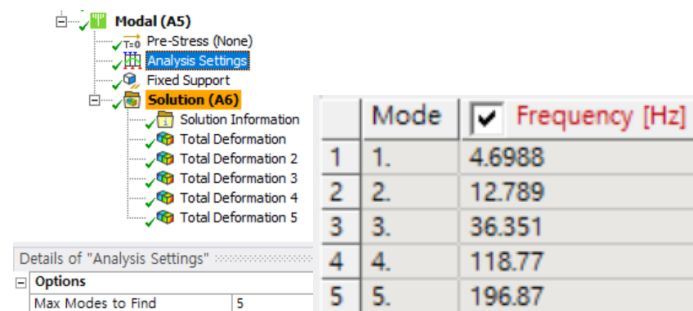 Modal (A5)
T=0 Pre-Stress (None)
Analysis Settings
Fixed Support
Solution (A6)
i Solution Information
Total Deformation
Total Deformation 2
Total Deformation 3
Total Deformation 4
Total Deformation 5
Details of "Analysis Settings"
Options
Max Modes to Find 5
Mode Frequency [Hz]
1 1. 4.6988
2 2. 12.789
3 3. 36.351
4 4. 118.77
5 5. 196.87